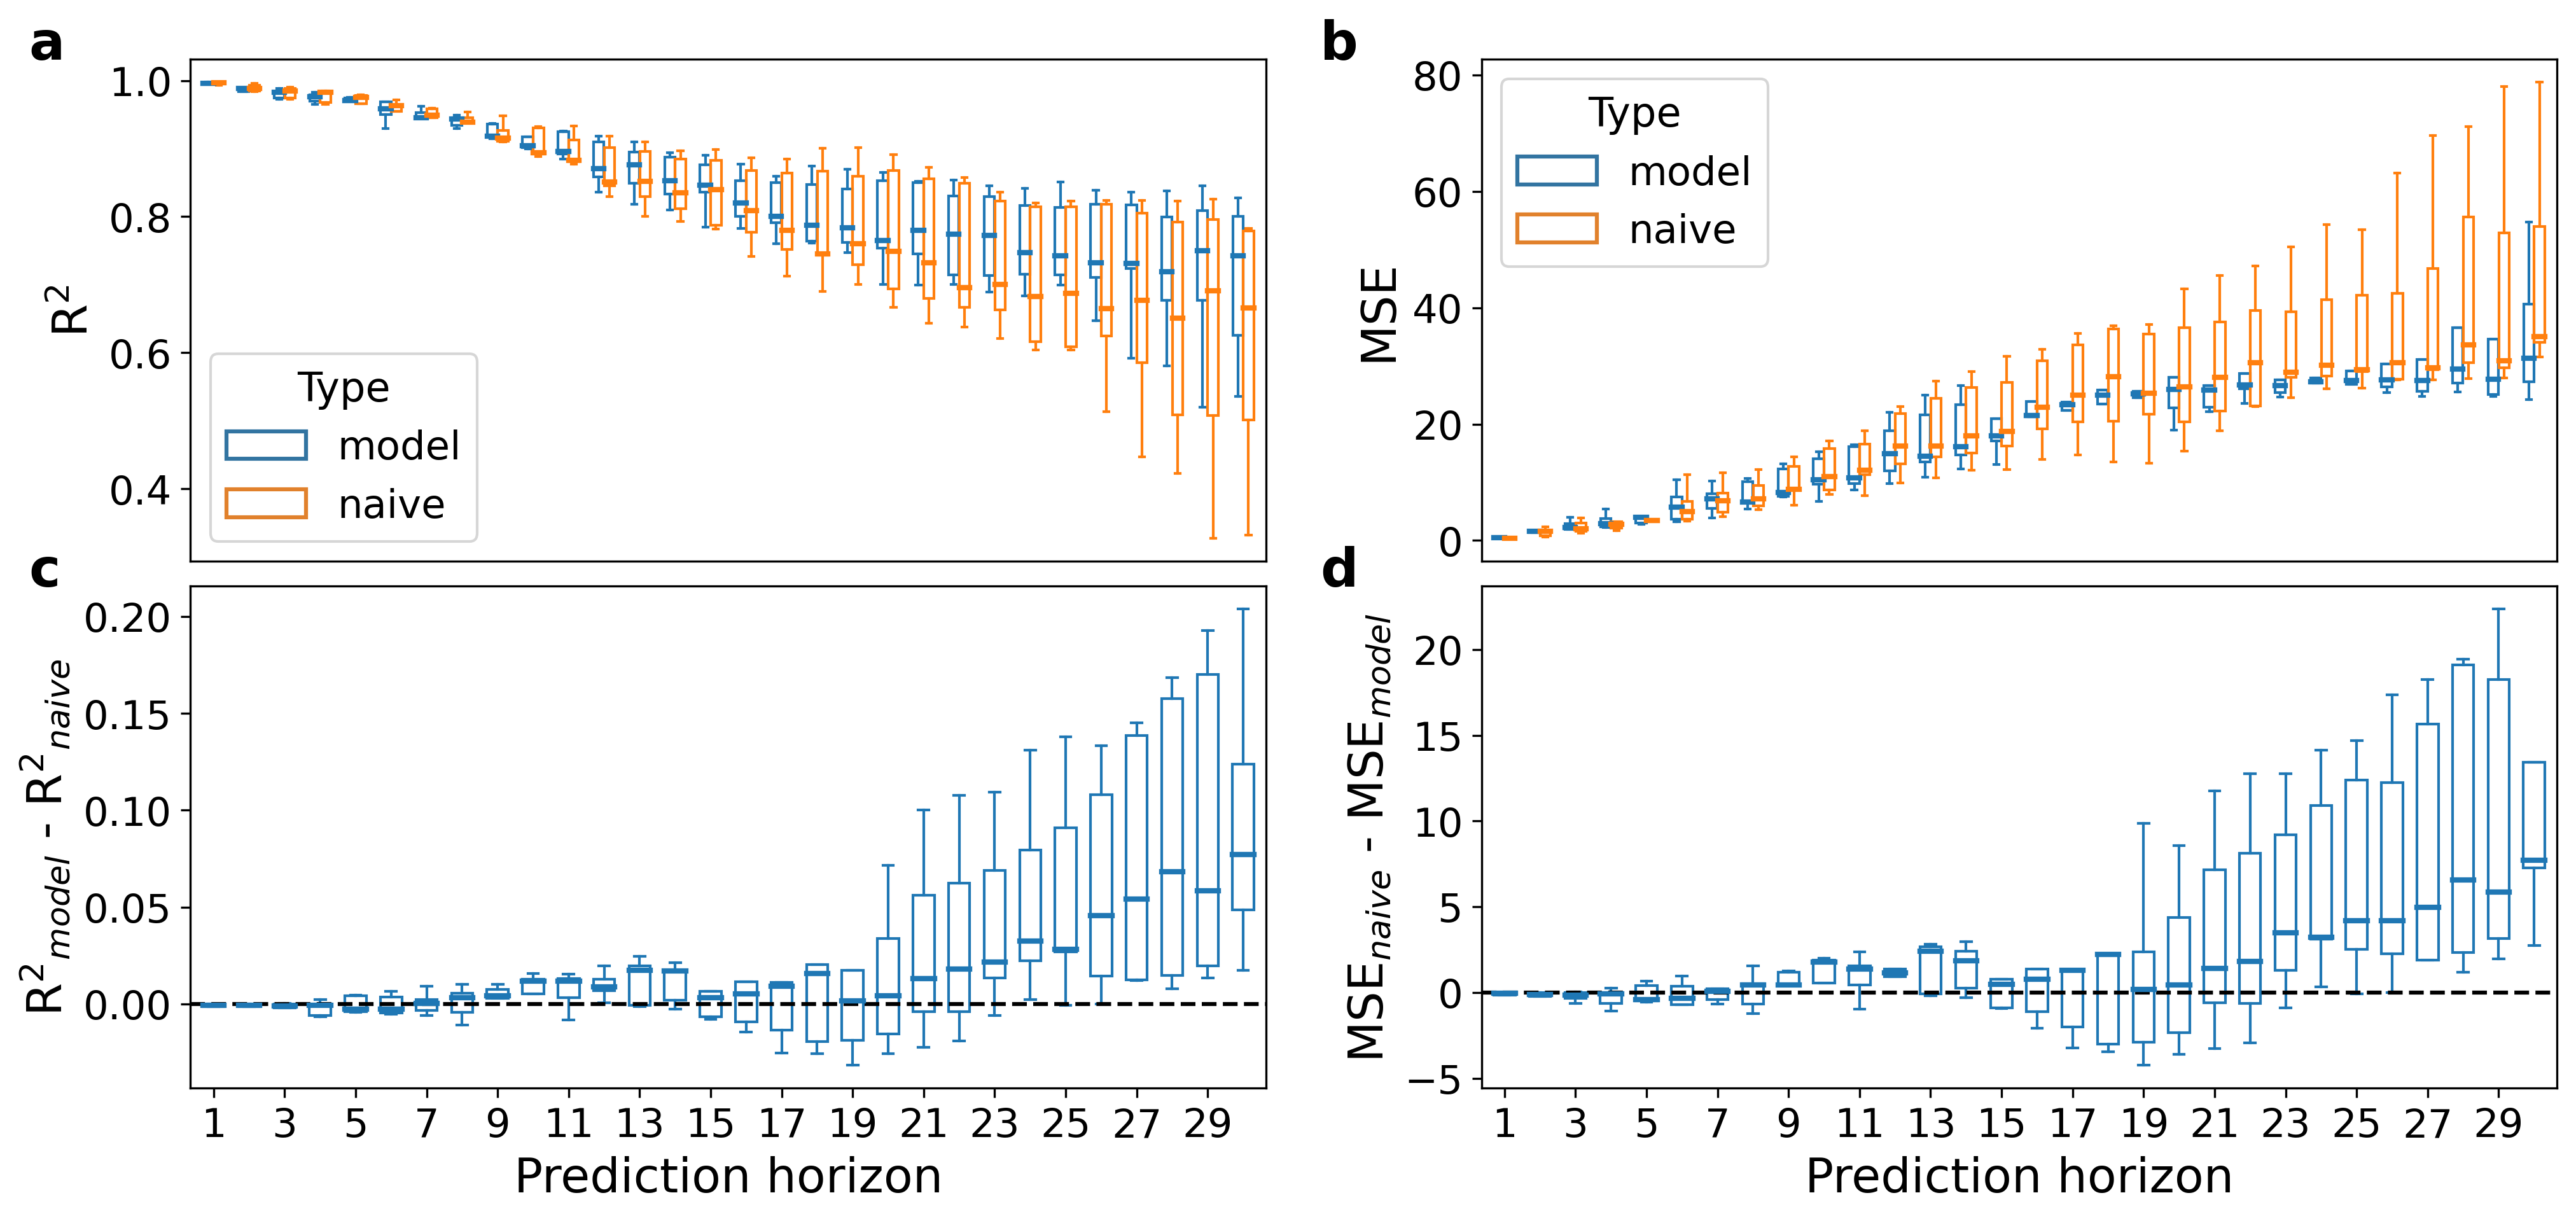 a
1.0
0.8
0.6
0.4
R²
Type
model
naive
b
80
60
40
20
0
MSE
Type
model
naive
c
0.20
0.15
0.10
0.05
0.00
R²model - R²naive
1 3 5 7 9 11 13 15 17 19 21 23 25 27 29
Prediction horizon
d
20
15
10
5
0
−5
MSEnaive - MSEmodel
1 3 5 7 9 11 13 15 17 19 21 23 25 27 29
Prediction horizon